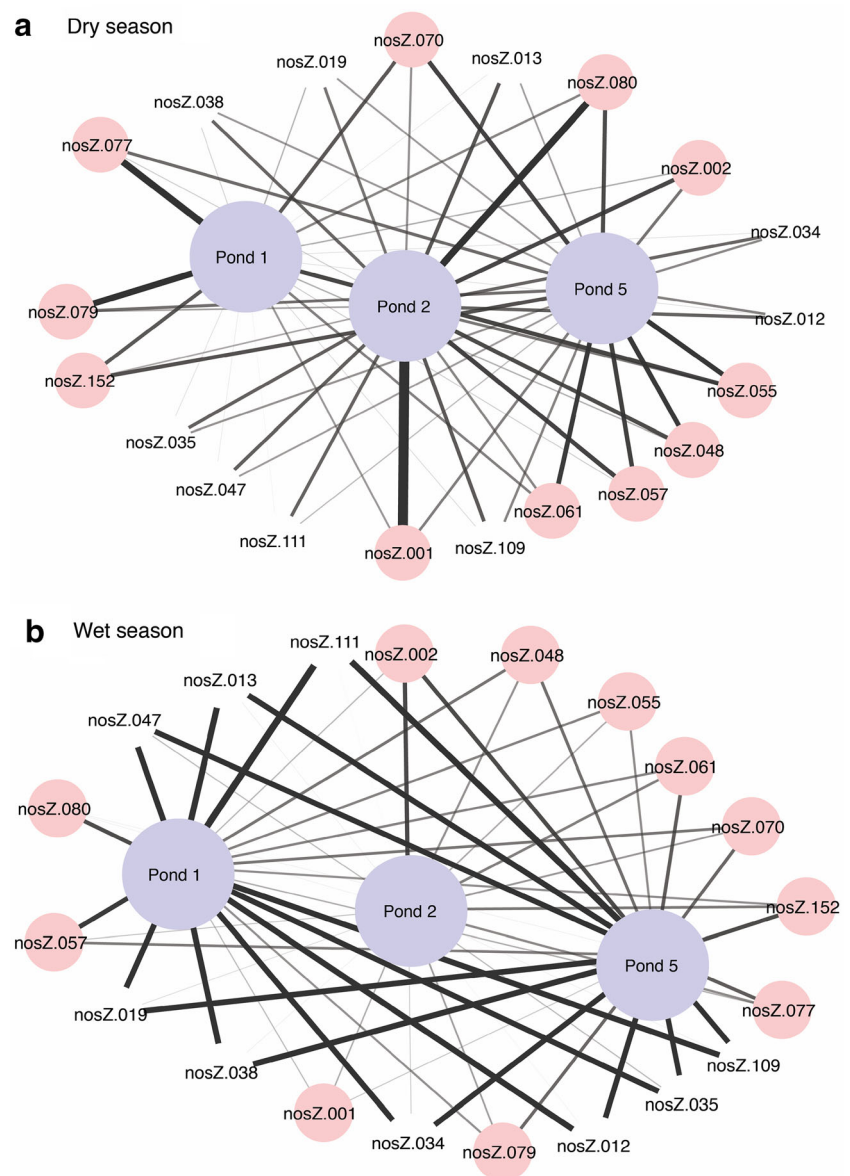 a Dry season
nosZ.070
nosZ.013
nosZ.019
nosZ.080
nosZ.038
nosZ.077
nosZ.002
nosZ.034
Pond 1
Pond 5
Pond 2
nosZ.079
nosZ.012
nosZ.152
nosZ.055
nosZ.035
nosZ.048
nosZ.047
nosZ.057
nosZ.061
nosZ.111
nosZ.001
nosZ.109
b Wet season
nosZ.111
nosZ.002
nosZ.048
nosZ.013
nosZ.055
nosZ.047
nosZ.061
nosZ.080
nosZ.070
Pond 1
nosZ.152
Pond 2
nosZ.057
Pond 5
nosZ.077
nosZ.019
nosZ.109
nosZ.038
nosZ.035
nosZ.001
nosZ.034
nosZ.012
nosZ.079